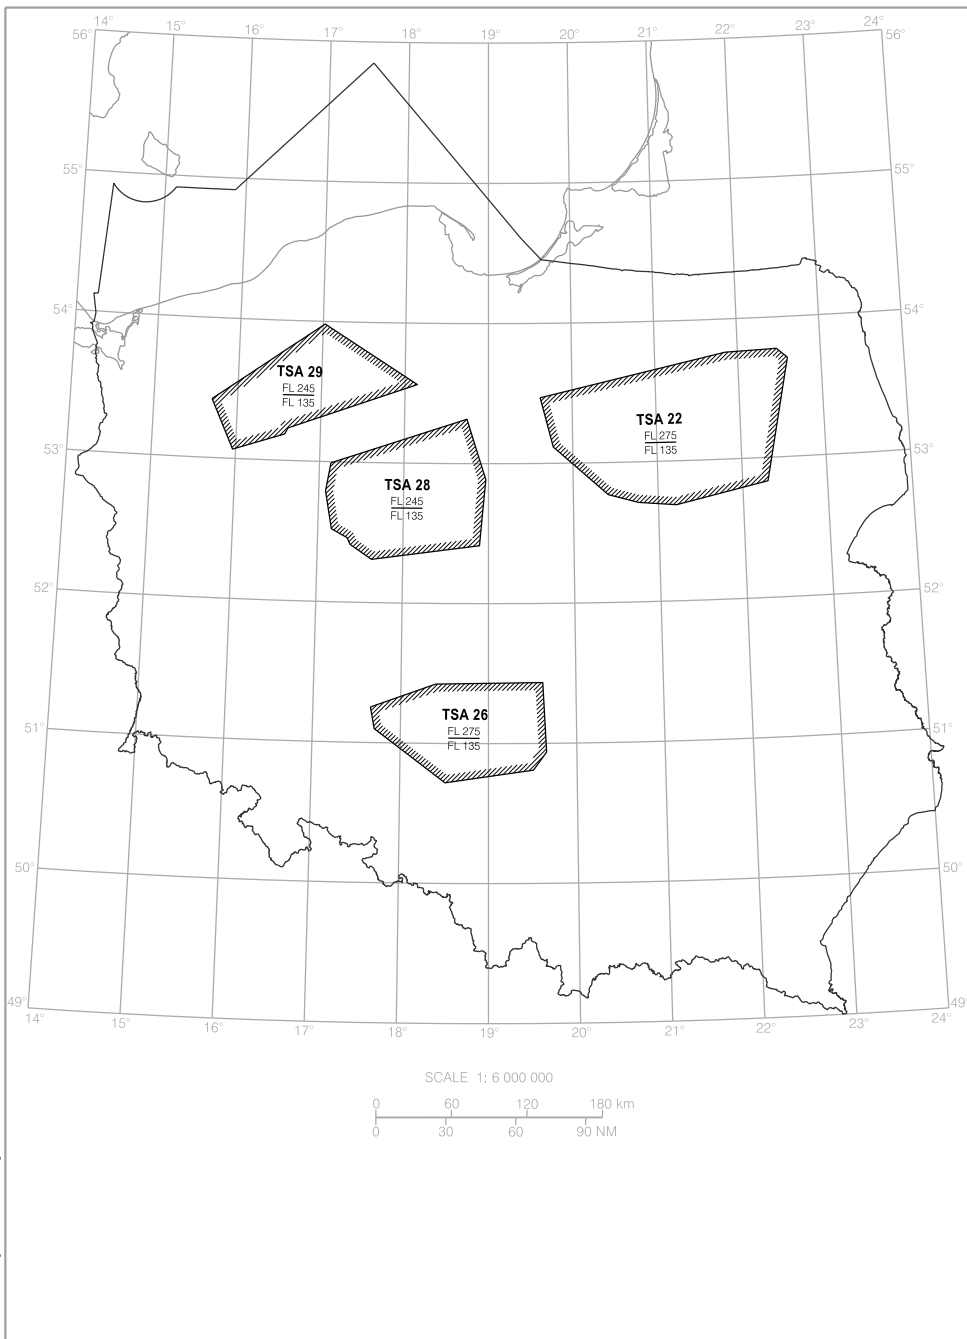 14° 15° 16° 17° 18° 19° 20° 21° 22° 23° 24°
56° 56°
55° 55°
54° 54°
TSA 29
FL 245
FL 135
TSA 22
FL 275
FL 135
53° 53°
TSA 28
FL 245
FL 135
52° 52°
TSA 26
FL 275
FL 135
51° 51°
50° 50°
49° 49°
14° 15° 16° 17° 18° 19° 20° 21° 22° 23° 24°
SCALE 1: 6 000 000
0 60 120 180 km
0 30 60 90 NM